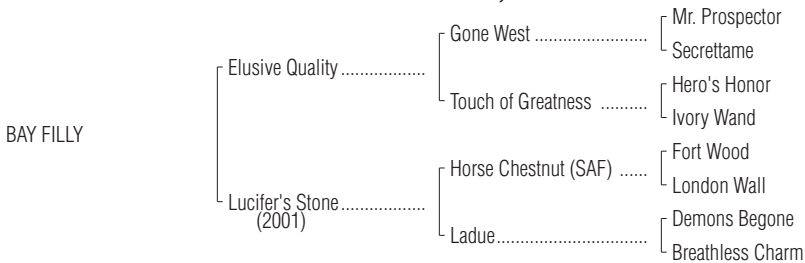 Mr. Prospector
Gone West ........................
Secrettame
Elusive Quality ..................
Hero's Honor
Touch of Greatness ..........
Ivory Wand
BAY FILLY
Fort Wood
Horse Chestnut (SAF) ......
London Wall
Lucifer's Stone..................
(2001)
Demons Begone
Ladue................................
Breathless Charm